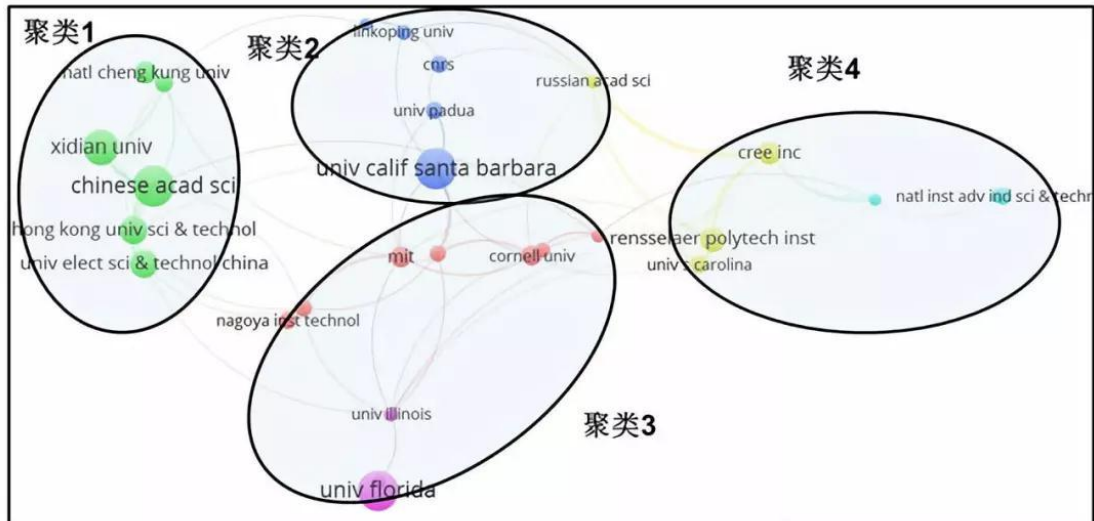 聚类1
natl cheng kung univ
xidian univ
chinese acad sci
hong kong univ sci & technol
univ elect sci & technol china
聚类2
linkoping univ
cnrs
univ padua
univ calif santa barbara
russian acad sci
聚类4
cree inc
natl inst adv ind sci & techn
rensselaer polytech inst
univ s carolina
mit
cornell univ
nagoya inst technol
univ illinois
univ florida
聚类3